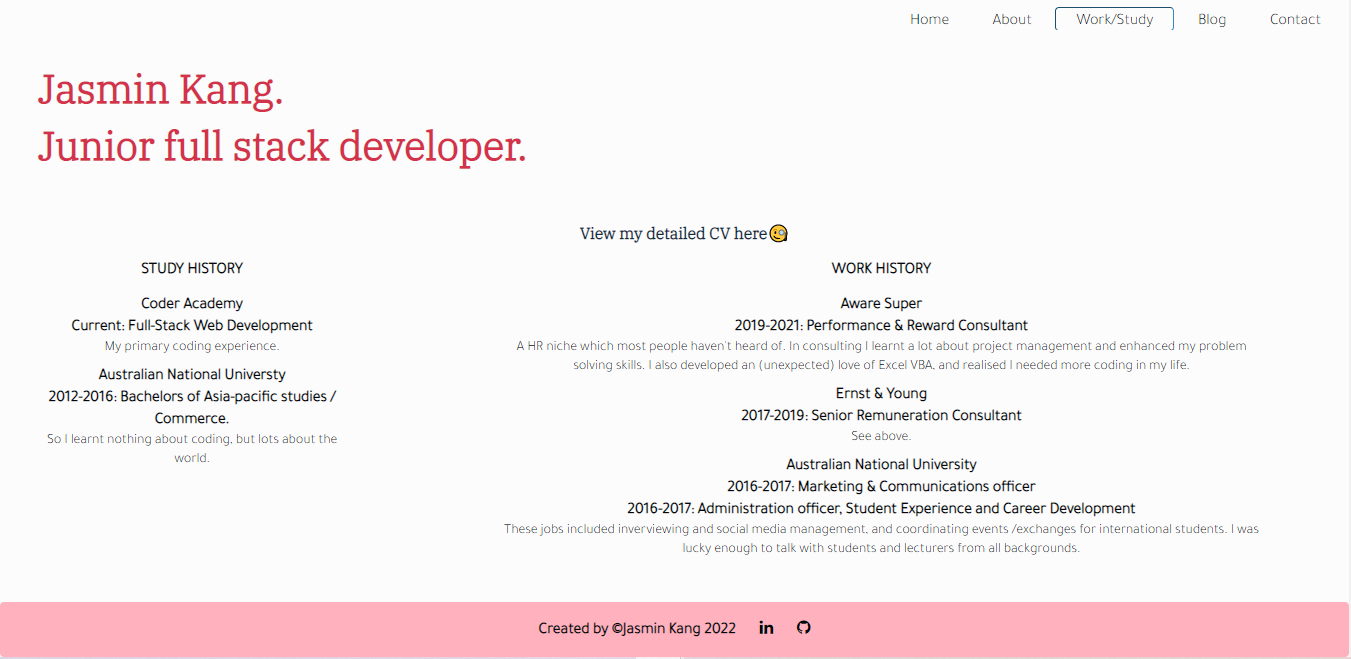 Home About Work/Study Blog Contact
Jasmin Kang.
Junior full stack developer.
View my detailed CV here🧐
STUDY HISTORY
Coder Academy
Current: Full-Stack Web Development
My primary coding experience.
Australian National Universty
2012-2016: Bachelors of Asia-pacific studies /
Commerce.
So I learnt nothing about coding, but lots about the
world.
WORK HISTORY
Aware Super
2019-2021: Performance & Reward Consultant
A HR niche which most people haven't heard of. In consulting I learnt a lot about project management and enhanced my problem
solving skills. I also developed an (unexpected) love of Excel VBA, and realised I needed more coding in my life.
Ernst & Young
2017-2019: Senior Remuneration Consultant
See above.
Australian National University
2016-2017: Marketing & Communications officer
2016-2017: Administration officer, Student Experience and Career Development
These jobs included inverviewing and social media management, and coordinating events /exchanges for international students. I was
lucky enough to talk with students and lecturers from all backgrounds.
Created by ©Jasmin Kang 2022 in